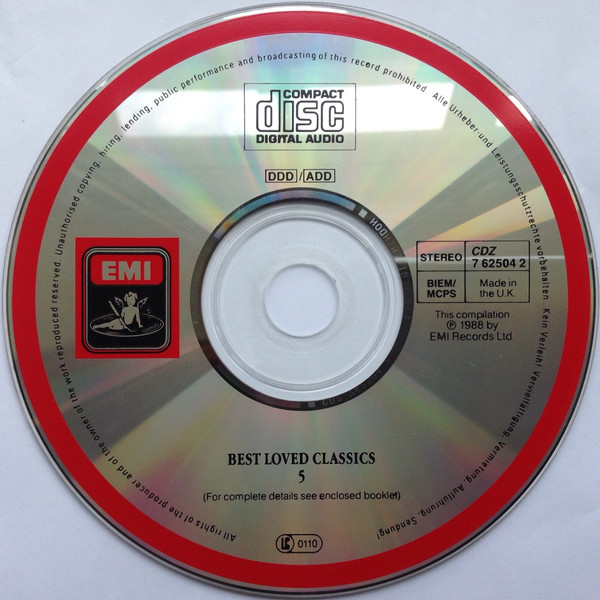 All rights of the producer and of the owner of the work reproduced reserved. Unauthorised copying, hiring, lending, public performance and broadcasting of this record prohibited. Alle Urheber- und Leistungsschutzrechte vorbehalten. Kein Verleih! Vervielfältigung, Vermietung, Aufführung, Sendung!
COMPACT
disc
DIGITAL AUDIO
DDD/ADD
EMI
STEREO
CDZ
7 62504 2
BIEM/
MCPS
Made in
the U.K.
This compilation
℗ 1988 by
EMI Records Ltd.
BEST LOVED CLASSICS
5
(For complete details see enclosed booklet)
LC 0110